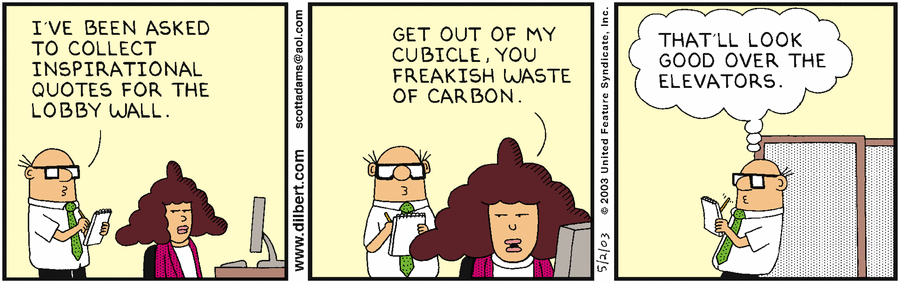 I'VE BEEN ASKED
TO COLLECT
INSPIRATIONAL
QUOTES FOR THE
LOBBY WALL.
www.dilbert.com scottadams@aol.com
GET OUT OF MY
CUBICLE, YOU
FREAKISH WASTE
OF CARBON.
5/2/03 © 2003 United Feature Syndicate, Inc.
THAT'LL LOOK
GOOD OVER THE
ELEVATORS.